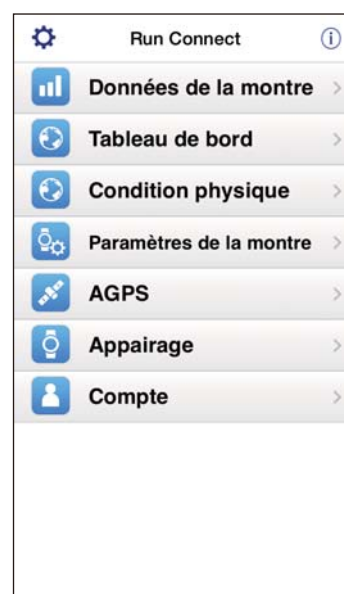 Run Connect
Données de la montre
Tableau de bord
Condition physique
Paramètres de la montre
AGPS
Appairage
Compte